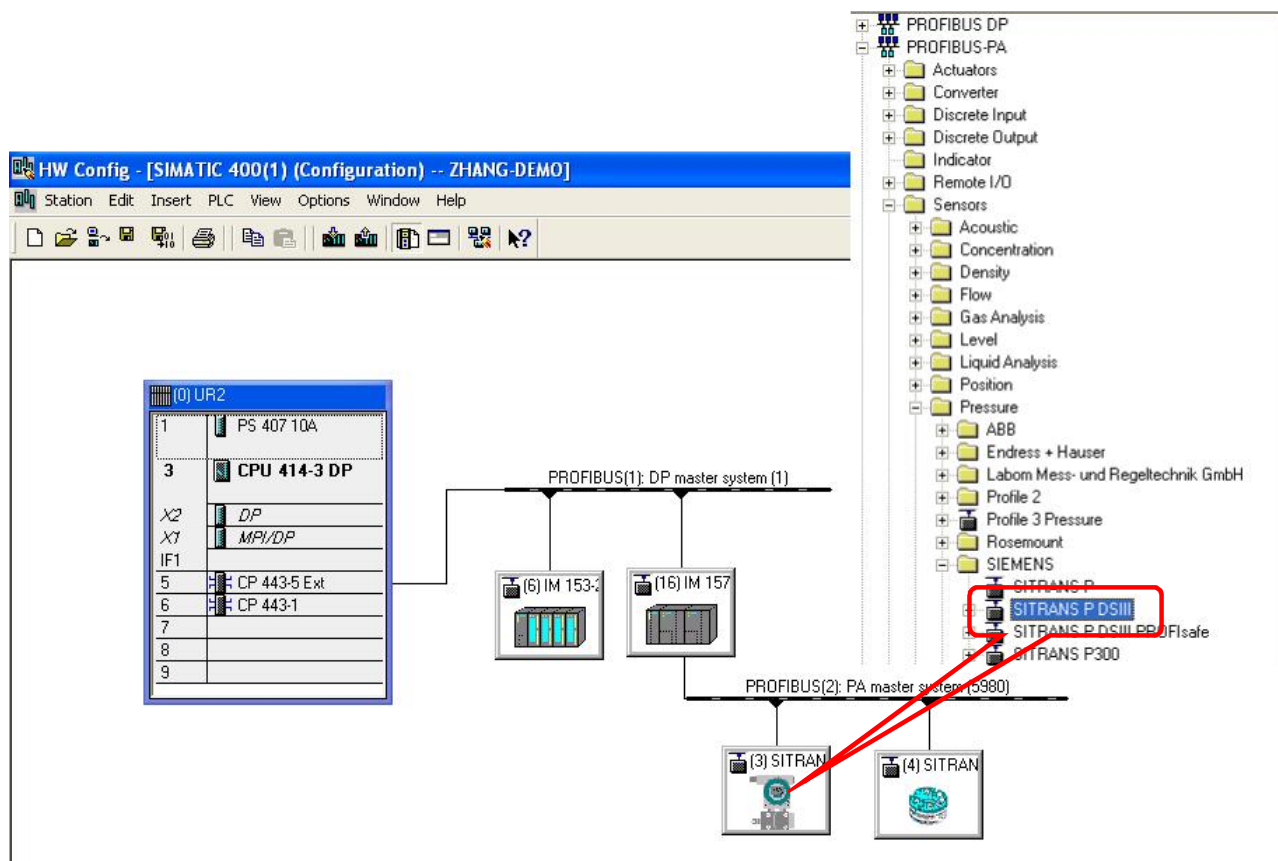 PROFIBUS DP
PROFIBUS-PA
Actuators
Converter
Discrete Input
Discrete Output
Indicator
Remote I/O
Sensors
Acoustic
Concentration
Density
Flow
Gas Analysis
Level
Liquid Analysis
Position
Pressure
ABB
Endress + Hauser
Labom Mess- und Regeltechnik GmbH
Profile 2
Profile 3 Pressure
Rosemount
SIEMENS
SITRANS P
SITRANS P DSIII
SITRANS P DSIII PROFIsafe
SITRANS P300
HW Config - [SIMATIC 400(1) (Configuration) -- ZHANG-DEMO]
Station Edit Insert PLC View Options Window Help
(0) UR2
1 PS 407 10A
3 CPU 414-3 DP
X2 DP
X1 MPI/DP
IF1
5 CP 443-5 Ext
6 CP 443-1
7
8
9
PROFIBUS(1): DP master system (1)
(6) IM 153-2
(16) IM 157
PROFIBUS(2): PA master system (5980)
(3) SITRAN
(4) SITRAN